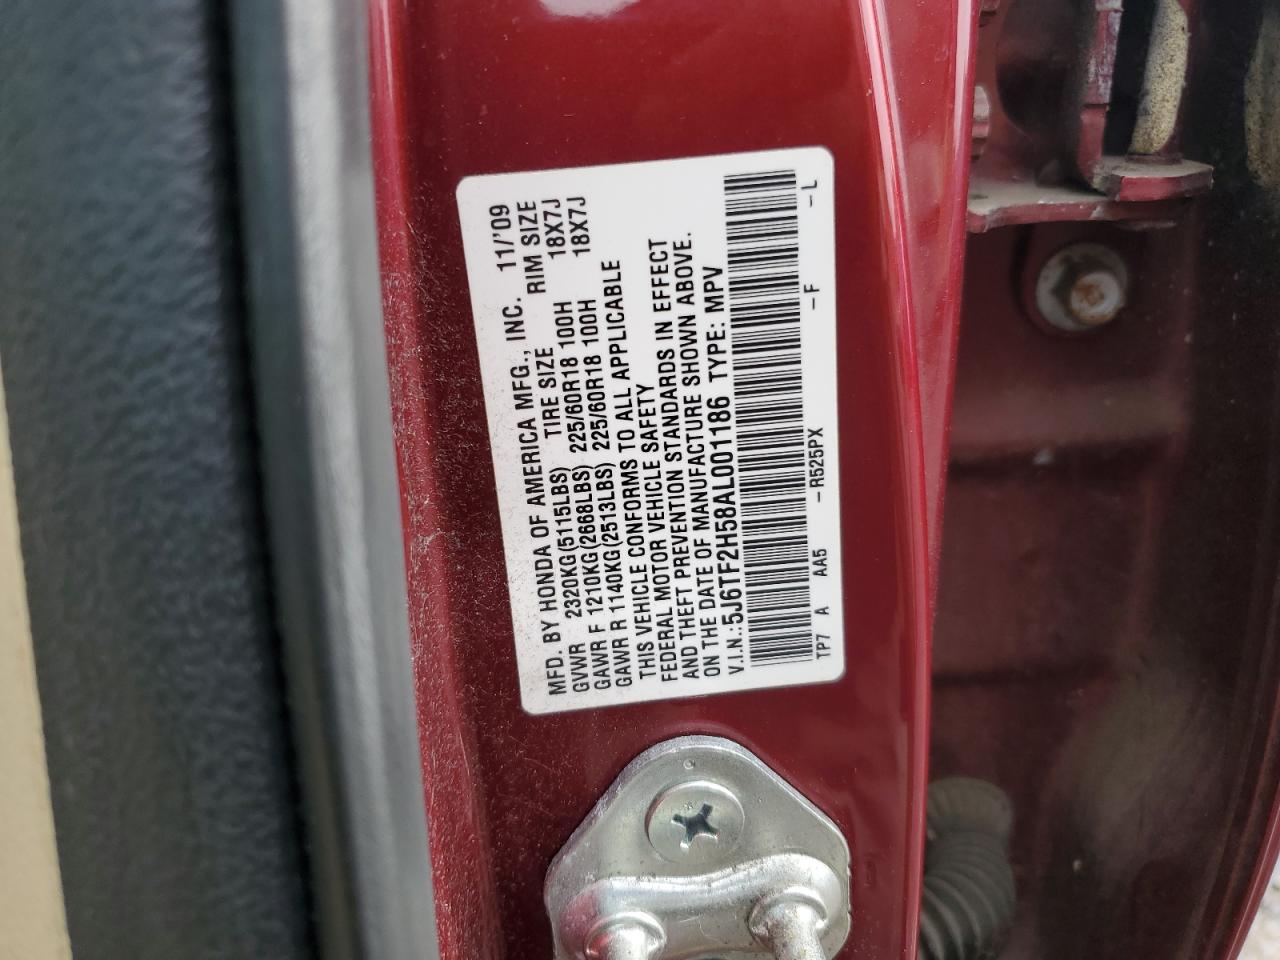 MFD. BY HONDA OF AMERICA MFG., INC. 11/'09
GVWR 2320KG(5115LBS) TIRE SIZE RIM SIZE
GAWR F 1210KG(2668LBS) 225/60R18 100H 18X7J
GAWR R 1140KG(2513LBS) 225/60R18 100H 18X7J
THIS VEHICLE CONFORMS TO ALL APPLICABLE
FEDERAL MOTOR VEHICLE SAFETY
AND THEFT PREVENTION STANDARDS IN EFFECT
ON THE DATE OF MANUFACTURE SHOWN ABOVE.
V.I.N.:5J6TF2H58AL001186 TYPE: MPV
TP7 A AA5 -R525PX -F -L